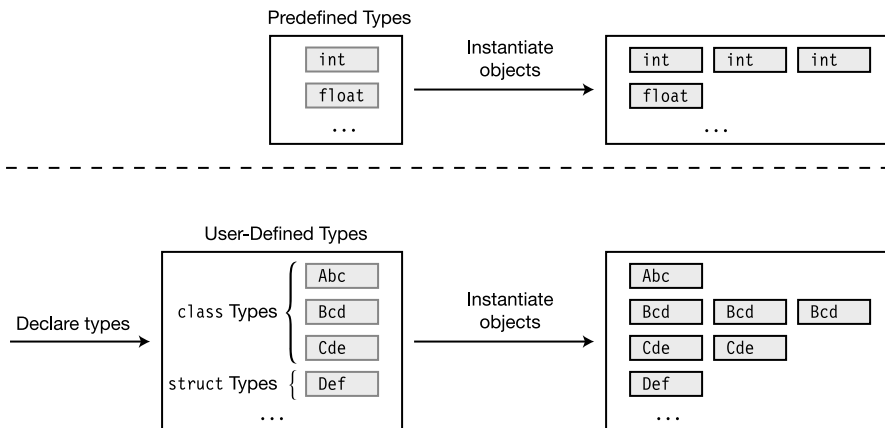 Predefined Types
int
float
...
Instantiate
objects
int int int
float
...
User-Defined Types
Declare types
class Types
Abc
Bcd
Cde
struct Types
Def
...
Instantiate
objects
Abc
Bcd Bcd Bcd
Cde Cde
Def
...